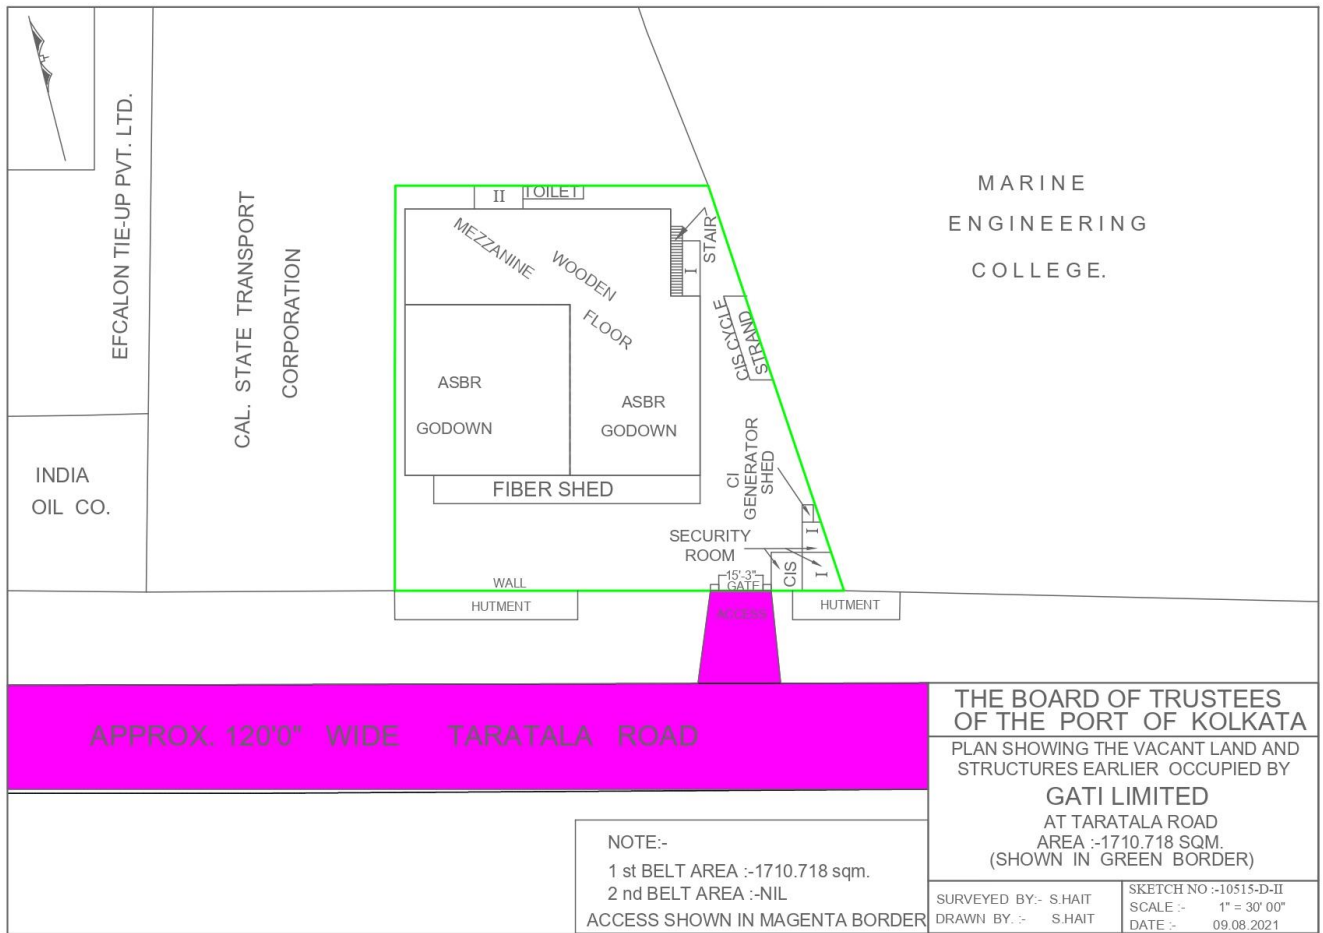 EFCALON TIE-UP PVT. LTD.
CAL. STATE TRANSPORT
CORPORATION
INDIA
OIL CO.
MARINE
ENGINEERING
COLLEGE.
II
TOILET
MEZZANINE
WOODEN
FLOOR
STAIR
I
CIS CYCLE
STRAND
ASBR
GODOWN
ASBR
GODOWN
FIBER SHED
CI
GENERATOR
SHED
I
SECURITY
ROOM
CIS
I
15'-3"
GATE
WALL
HUTMENT
HUTMENT
ACCESS
APPROX. 120'0" WIDE TARATALA ROAD
NOTE:-
1 st BELT AREA :-1710.718 sqm.
2 nd BELT AREA :-NIL
ACCESS SHOWN IN MAGENTA BORDER
THE BOARD OF TRUSTEES
OF THE PORT OF KOLKATA
PLAN SHOWING THE VACANT LAND AND
STRUCTURES EARLIER OCCUPIED BY
GATI LIMITED
AT TARATALA ROAD
AREA :-1710.718 SQM.
(SHOWN IN GREEN BORDER)
SURVEYED BY:- S.HAIT
DRAWN BY. :- S.HAIT
SKETCH NO :-10515-D-II
SCALE :- 1" = 30' 00"
DATE :- 09.08.2021